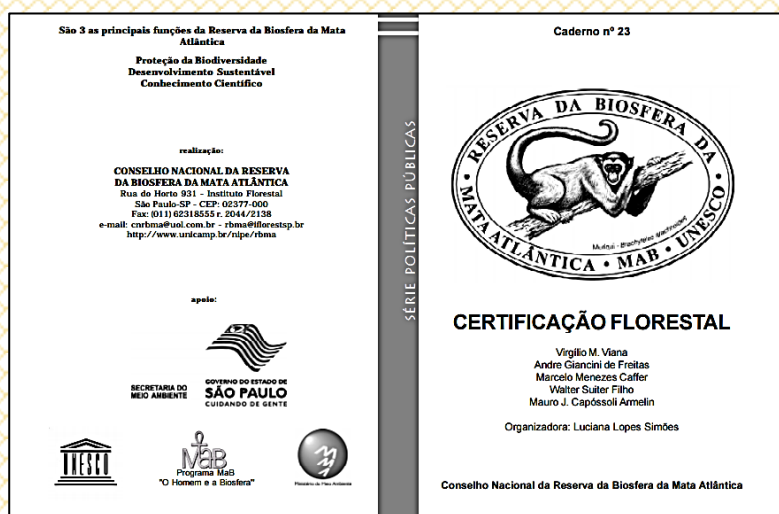 São 3 as principais funções da Reserva da Biosfera da Mata
Atlântica
Proteção da Biodiversidade
Desenvolvimento Sustentável
Conhecimento Científico
realização:
CONSELHO NACIONAL DA RESERVA
DA BIOSFERA DA MATA ATLÂNTICA
Rua do Horto 931 - Instituto Florestal
São Paulo-SP - CEP: 02377-000
Fax: (011) 62318555 r. 2044/2138
e-mail: cnrbma@uol.com.br - rbma@iflorestsp.br
http://www.unicamp.br/nipe/rbma
apoio:
SECRETARIA DO
MEIO AMBIENTE
GOVERNO DO ESTADO DE
SÃO PAULO
CUIDANDO DE GENTE
UNESCO
MaB
Programa MaB
"O Homem e a Biosfera"
Ministério do Meio Ambiente
SÉRIE POLÍTICAS PÚBLICAS
Caderno nº 23
RESERVA DA BIOSFERA DA
MATA ATLÂNTICA • MAB • UNESCO
Muriqui - Brachyteles arachnoides
CERTIFICAÇÃO FLORESTAL
Virgílio M. Viana
Andre Giancini de Freitas
Marcelo Menezes Caffer
Walter Suiter Filho
Mauro J. Capóssoli Armelin
Organizadora: Luciana Lopes Simões
Conselho Nacional da Reserva da Biosfera da Mata Atlântica